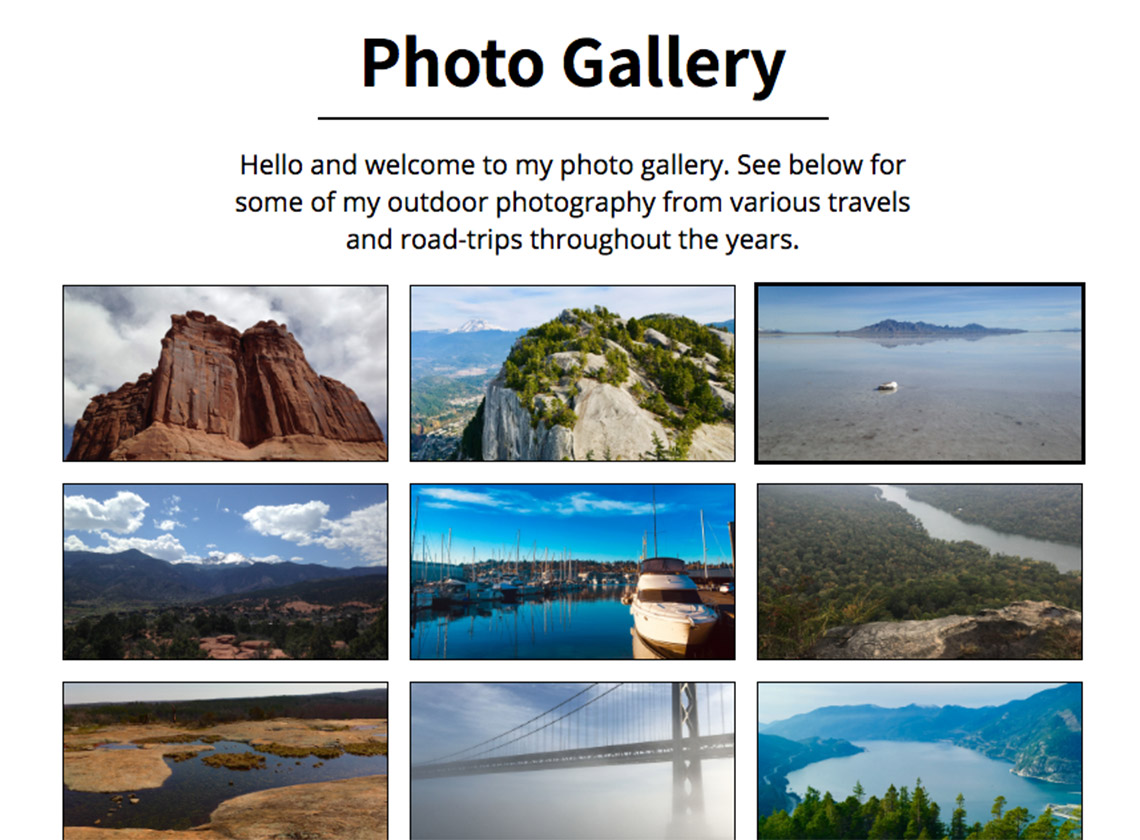 Photo Gallery
Hello and welcome to my photo gallery. See below for
some of my outdoor photography from various travels
and road-trips throughout the years.